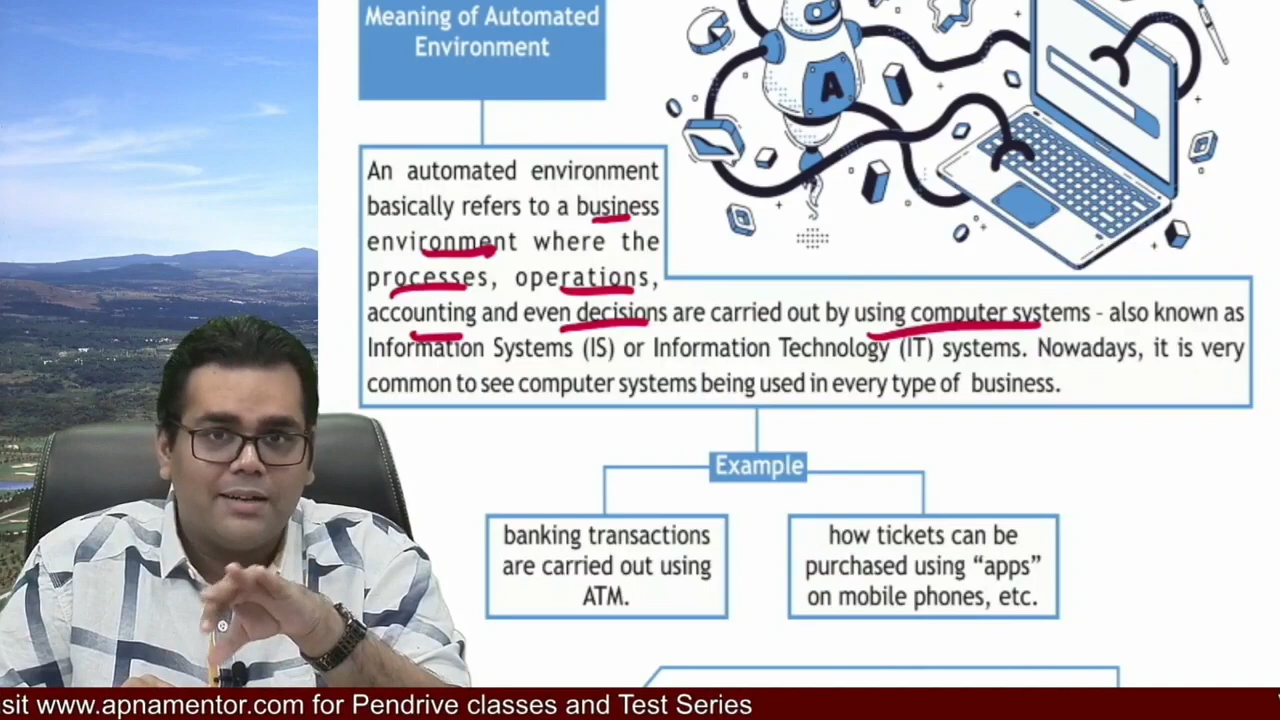 Meaning of Automated
Environment
A
An automated environment
basically refers to a business
environment where the
processes, operations,
accounting and even decisions are carried out by using computer systems - also known as
Information Systems (IS) or Information Technology (IT) systems. Nowadays, it is very
common to see computer systems being used in every type of business.
Example
banking transactions
are carried out using
ATM.
how tickets can be
purchased using “apps”
on mobile phones, etc.
sit www.apnamentor.com for Pendrive classes and Test Series